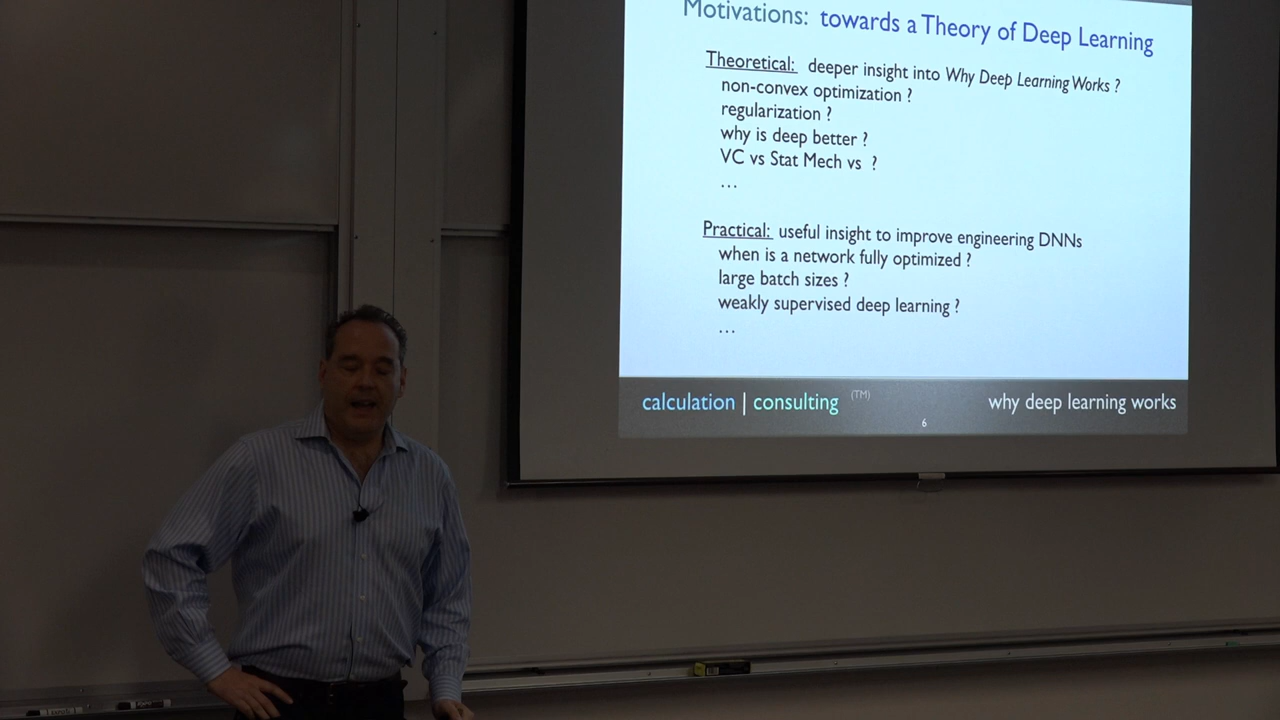 Motivations: towards a Theory of Deep Learning
Theoretical: deeper insight into Why Deep Learning Works ?
non-convex optimization ?
regularization ?
why is deep better ?
VC vs Stat Mech vs ?
...
Practical: useful insight to improve engineering DNNs
when is a network fully optimized ?
large batch sizes ?
weakly supervised deep learning ?
...
calculation | consulting (TM)
why deep learning works
6